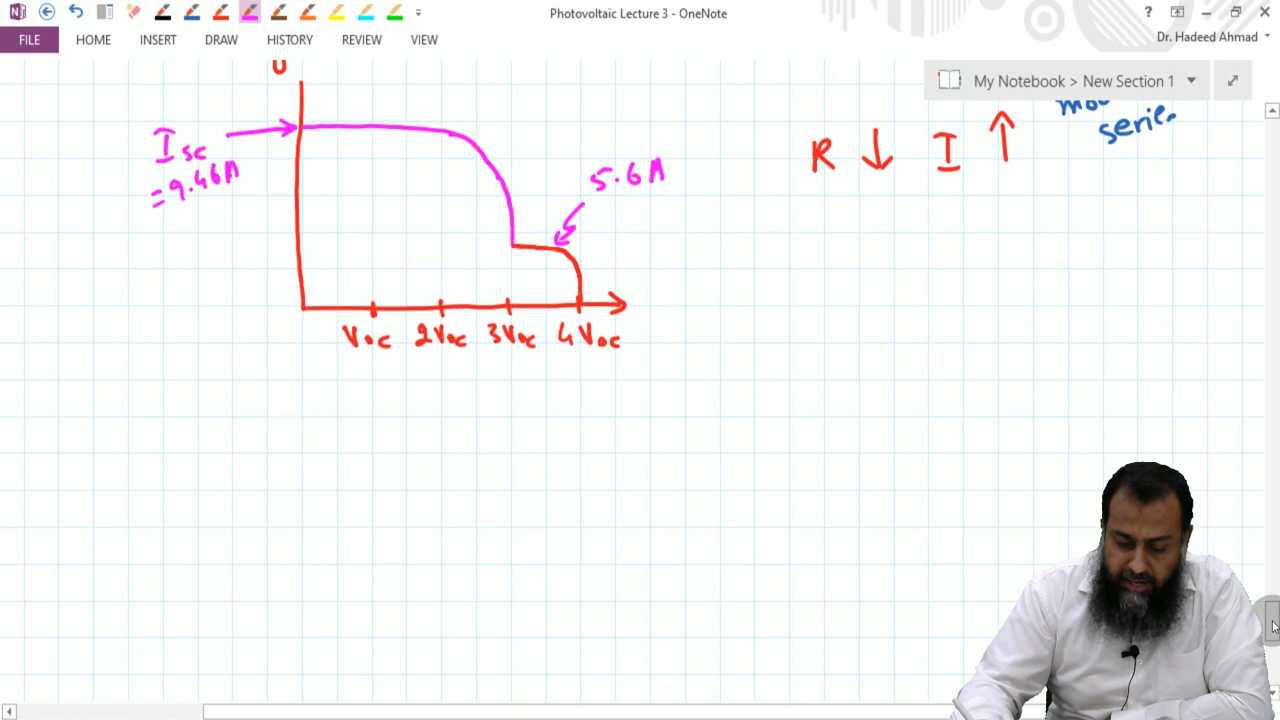 Photovoltaic Lecture 3 - OneNote
?
Dr. Hadeed Ahmad
FILE HOME INSERT DRAW HISTORY REVIEW VIEW
My Notebook > New Section 1
Isc
= 9.46A
5.6A
R ↓ I ↑
Voc 2Voc 3Voc 4Voc